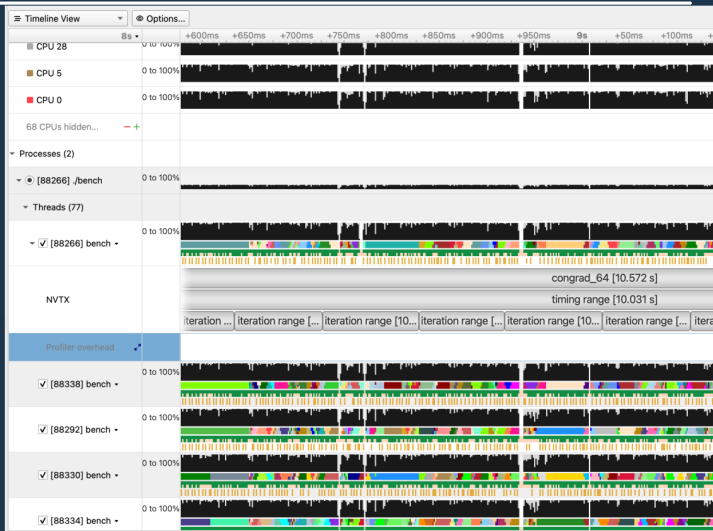 Timeline View
Options...
8s
+600ms +650ms +700ms +750ms +800ms +850ms +900ms +950ms 9s +50ms +100ms
CPU 28
0 to 100%
CPU 5
0 to 100%
CPU 0
0 to 100%
68 CPUs hidden...
Processes (2)
[88266] ./bench
0 to 100%
Threads (77)
[88266] bench
0 to 100%
congrad_64 [10.572 s]
NVTX
timing range [10.031 s]
iteration ... iteration range [... iteration range [10... iteration range [... iteration range [10... iteration range [... itera
Profiler overhead
0 to 100%
[88338] bench
0 to 100%
[88292] bench
0 to 100%
[88330] bench
0 to 100%
[88334] bench